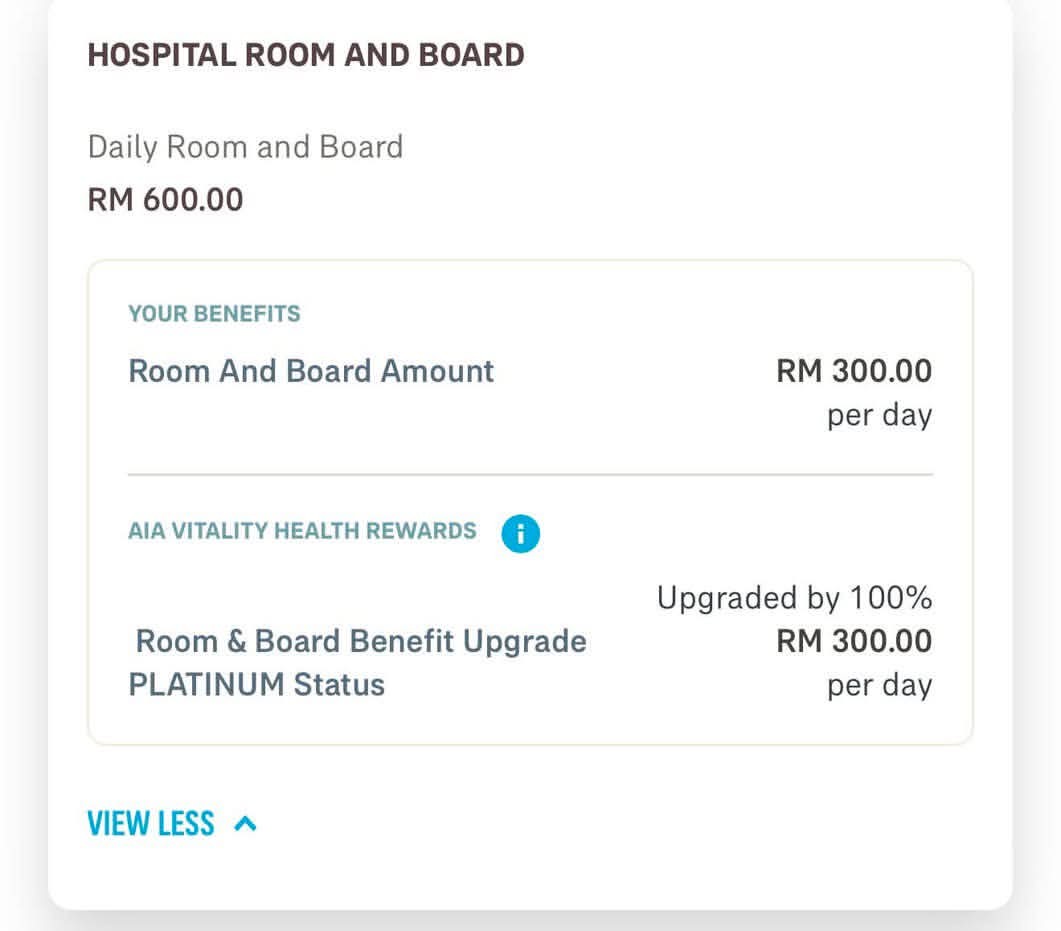 HOSPITAL ROOM AND BOARD
Daily Room and Board
RM 600.00
YOUR BENEFITS
Room And Board Amount
RM 300.00
per day
AIA VITALITY HEALTH REWARDS i
Upgraded by 100%
Room & Board Benefit Upgrade
RM 300.00
PLATINUM Status
per day
VIEW LESS